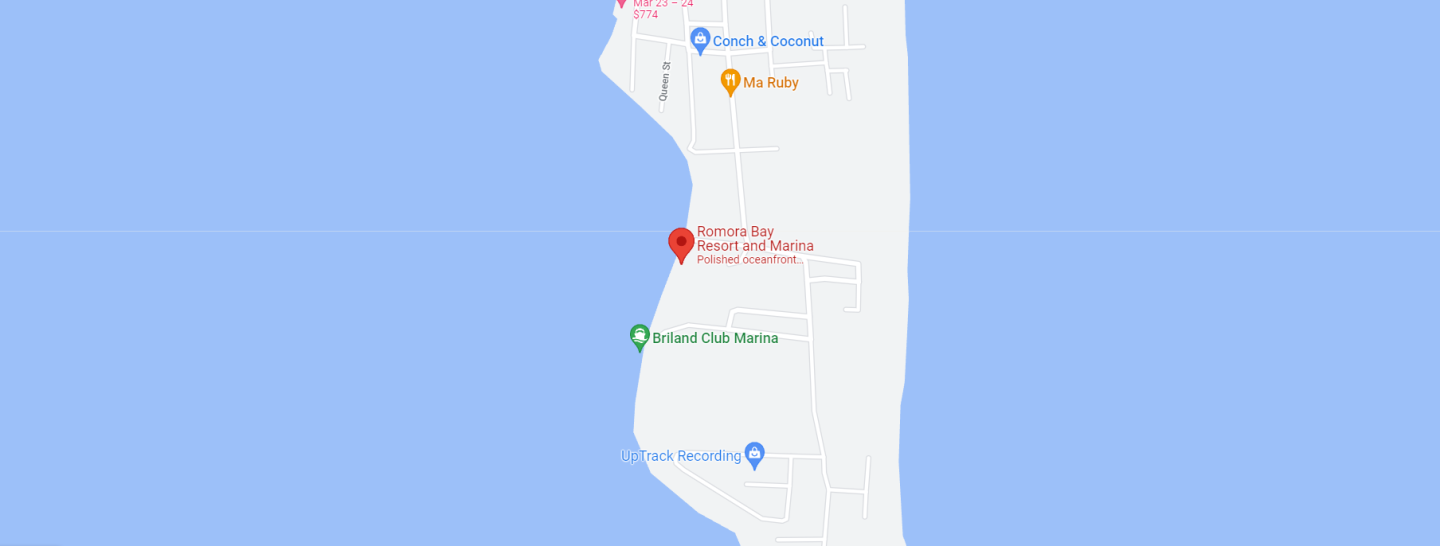 Mar 23 – 24
$774
Conch & Coconut
Queen St
Ma Ruby
Romora Bay
Resort and Marina
Polished oceanfront...
Briland Club Marina
UpTrack Recording